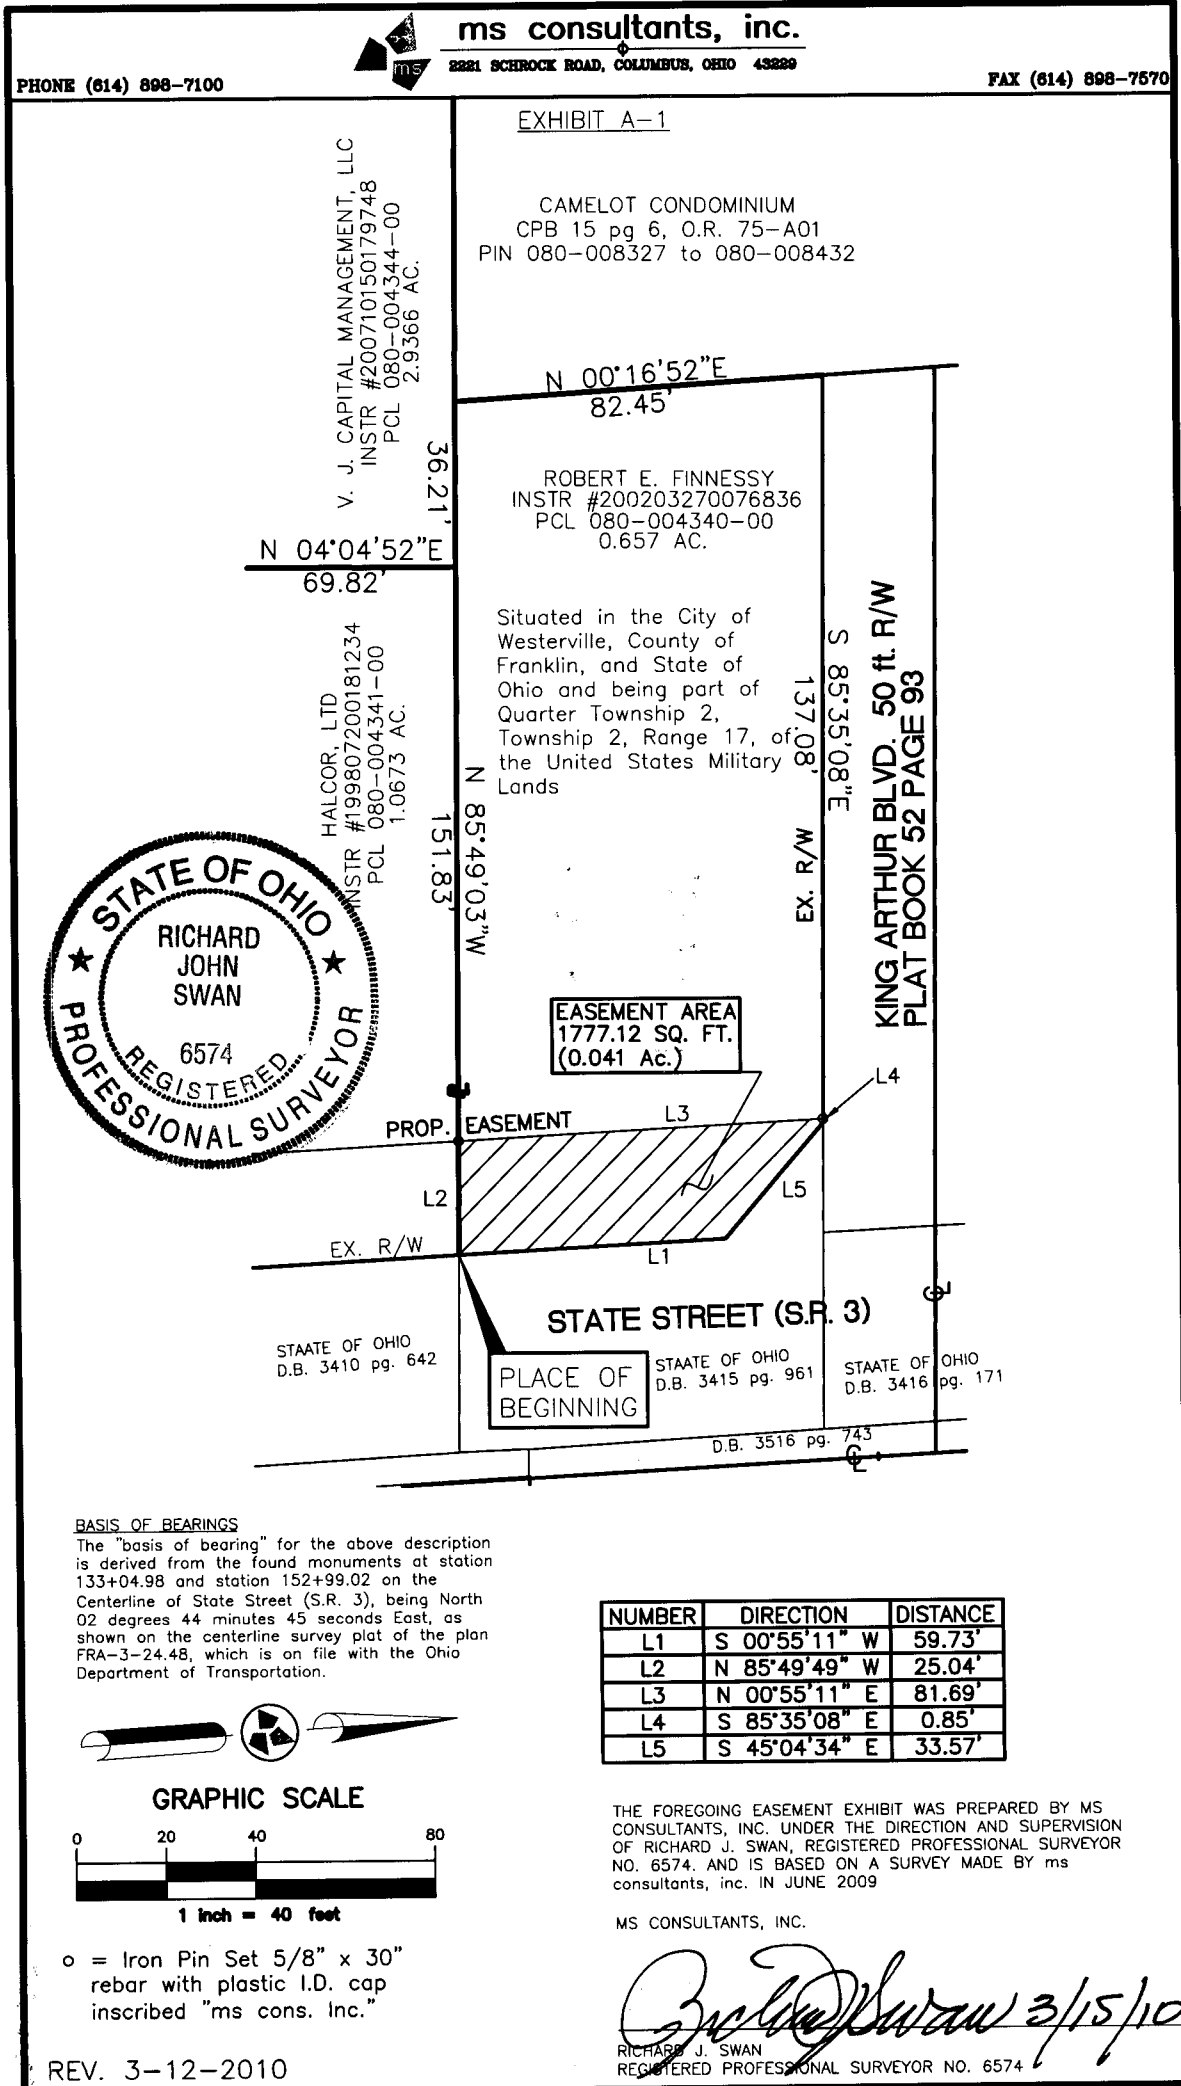 ms consultants, inc.
ms
2221 SCHROCK ROAD, COLUMBUS, OHIO 43229
PHONE (614) 898-7100
FAX (614) 898-7570
EXHIBIT A-1
CAMELOT CONDOMINIUM
CPB 15 pg 6, O.R. 75-A01
PIN 080-008327 to 080-008432
V. J. CAPITAL MANAGEMENT, LLC
INSTR #200710150179748
PCL 080-004344-00
2.9366 AC.
36.21'
N 00°16'52"E
82.45'
ROBERT E. FINNESSY
INSTR #200203270076836
PCL 080-004340-00
0.657 AC.
N 04°04'52"E
69.82'
HALCOR, LTD
INSTR #199807200181234
PCL 080-004341-00
1.0673 AC.
Situated in the City of
Westerville, County of
Franklin, and State of
Ohio and being part of
Quarter Township 2,
Township 2, Range 17, of
the United States Military
Lands
N 85°49'03"W
151.83'
S 85°35'08"E
137.08'
EX. R/W
KING ARTHUR BLVD. 50 ft. R/W
PLAT BOOK 52 PAGE 93
STATE OF OHIO
RICHARD
JOHN
SWAN
6574
REGISTERED
PROFESSIONAL SURVEYOR
EASEMENT AREA
1777.12 SQ. FT.
(0.041 Ac.)
L4
PROP. EASEMENT
L3
L2
L5
EX. R/W
L1
STATE STREET (S.R. 3)
STAATE OF OHIO
D.B. 3410 pg. 642
PLACE OF
BEGINNING
STAATE OF OHIO
D.B. 3415 pg. 961
STAATE OF OHIO
D.B. 3416 pg. 171
D.B. 3516 pg. 743
BASIS OF BEARINGS
The "basis of bearing" for the above description
is derived from the found monuments at station
133+04.98 and station 152+99.02 on the
Centerline of State Street (S.R. 3), being North
02 degrees 44 minutes 45 seconds East, as
shown on the centerline survey plat of the plan
FRA-3-24.48, which is on file with the Ohio
Department of Transportation.
NUMBER DIRECTION DISTANCE
L1 S 00°55'11" W 59.73'
L2 N 85°49'49" W 25.04'
L3 N 00°55'11" E 81.69'
L4 S 85°35'08" E 0.85'
L5 S 45°04'34" E 33.57'
GRAPHIC SCALE
0 20 40 80
1 inch = 40 feet
o = Iron Pin Set 5/8" x 30"
rebar with plastic I.D. cap
inscribed "ms cons. Inc."
REV. 3-12-2010
THE FOREGOING EASEMENT EXHIBIT WAS PREPARED BY MS
CONSULTANTS, INC. UNDER THE DIRECTION AND SUPERVISION
OF RICHARD J. SWAN, REGISTERED PROFESSIONAL SURVEYOR
NO. 6574. AND IS BASED ON A SURVEY MADE BY ms
consultants, inc. IN JUNE 2009
MS CONSULTANTS, INC.
Richard J Swan 3/15/10
RICHARD J. SWAN
REGISTERED PROFESSIONAL SURVEYOR NO. 6574